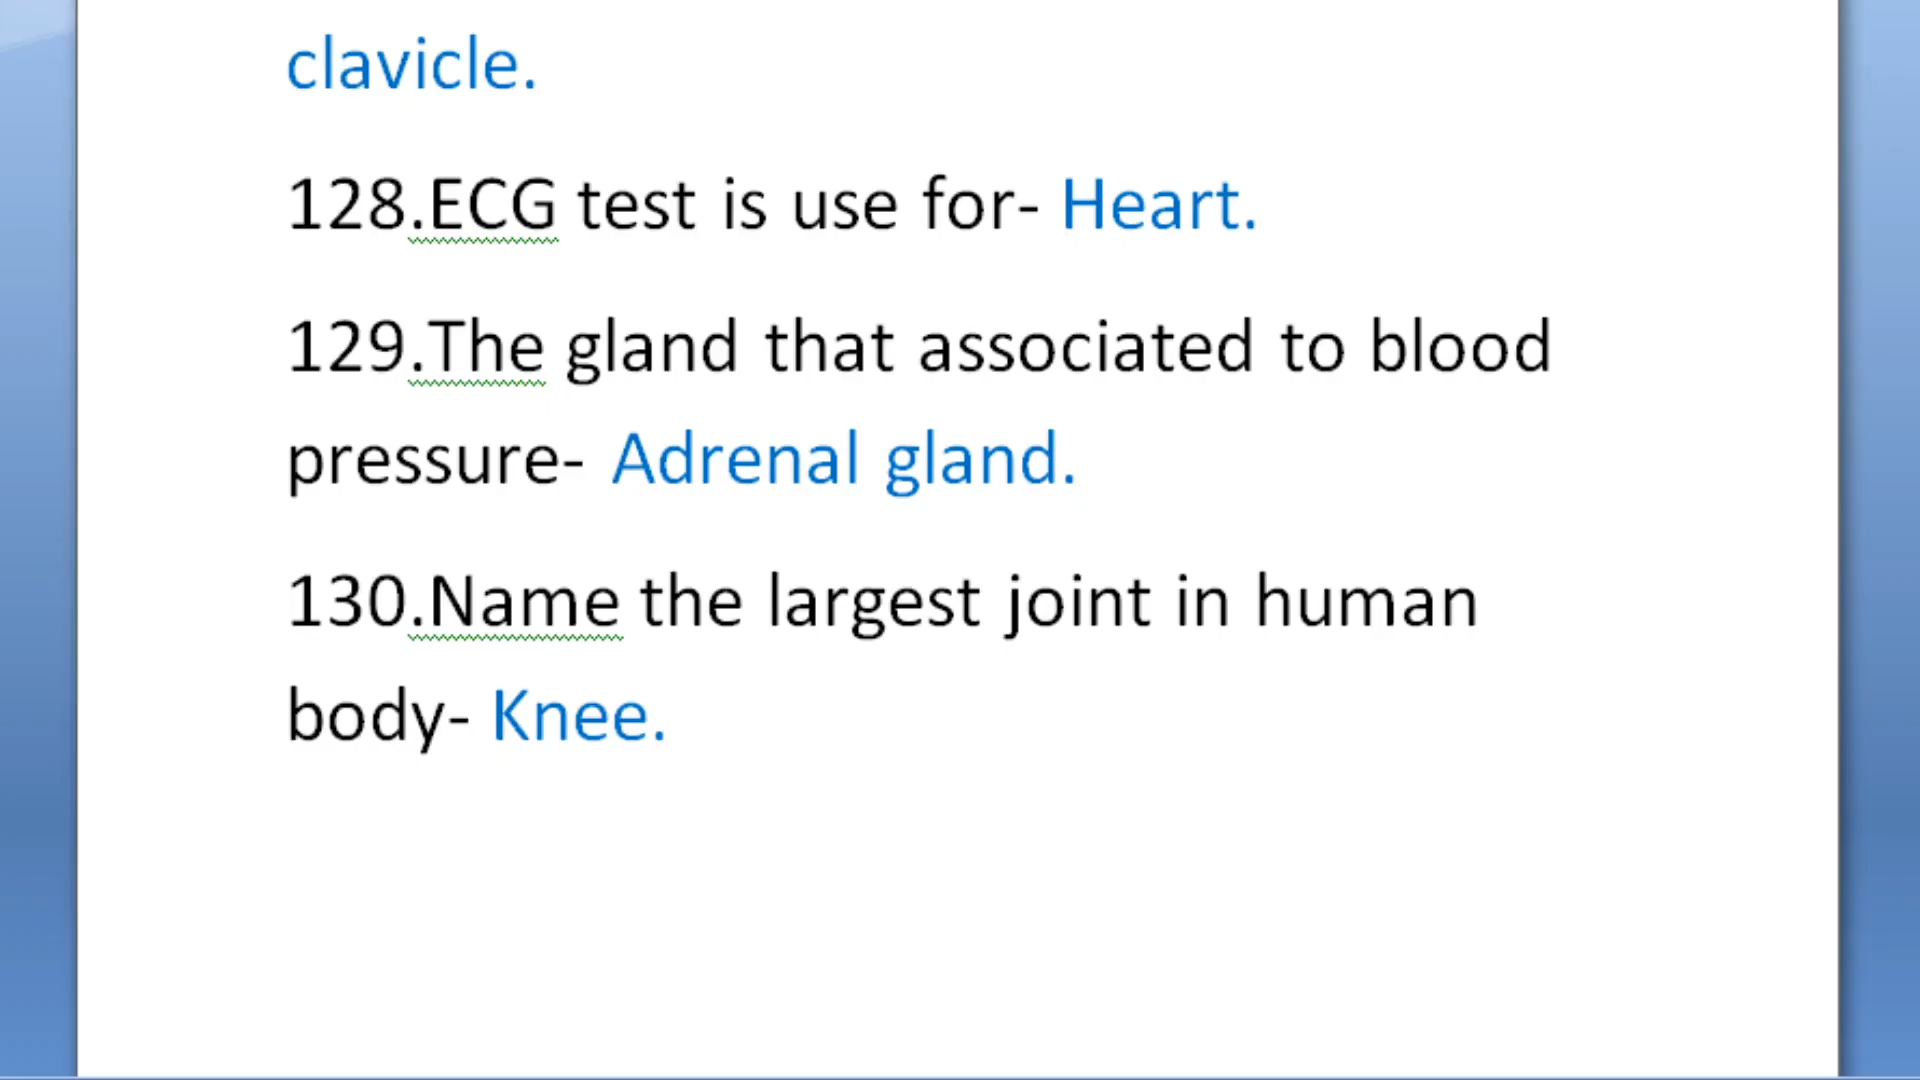 clavicle.
128.ECG test is use for- Heart.
129.The gland that associated to blood
pressure- Adrenal gland.
130.Name the largest joint in human
body- Knee.